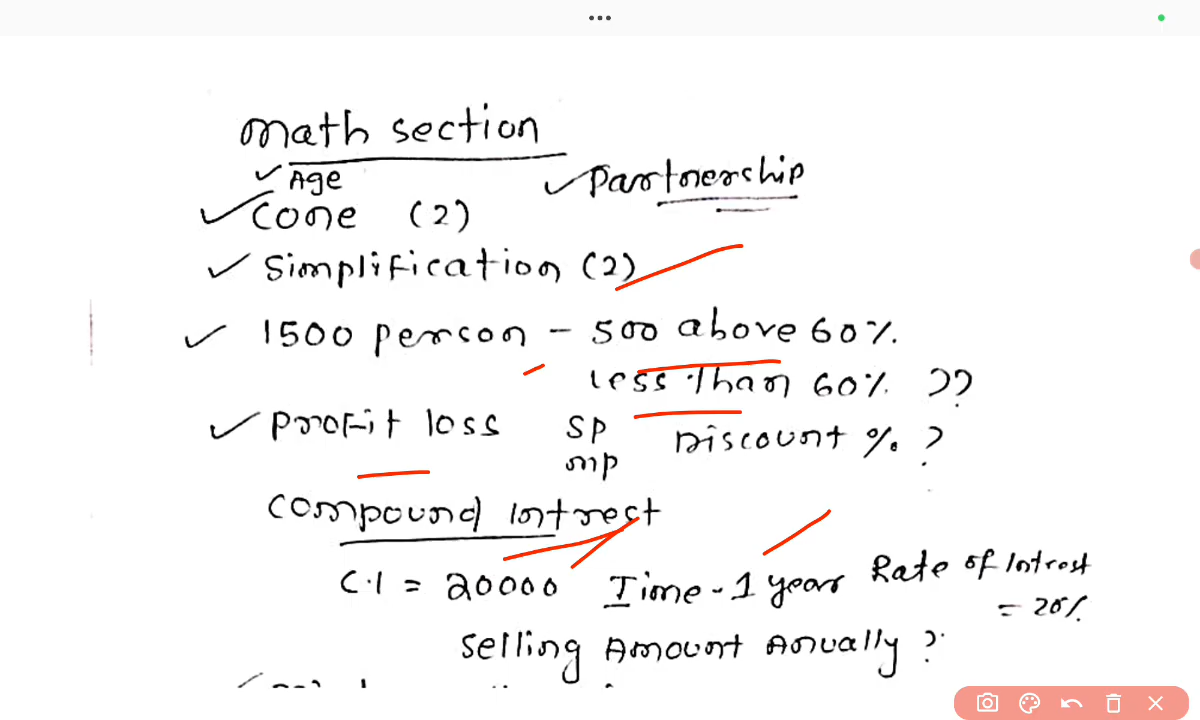 Math section
Age
Partnership
Cone (2)
Simplification (2)
1500 person - 500 above 60%.
less than 60% ??
Profit loss SP Discount %. ?
MP
Compound Intrest
C.I = 20000 Time - 1 year Rate of Intrest
= 20%
Selling Amount Anually ?